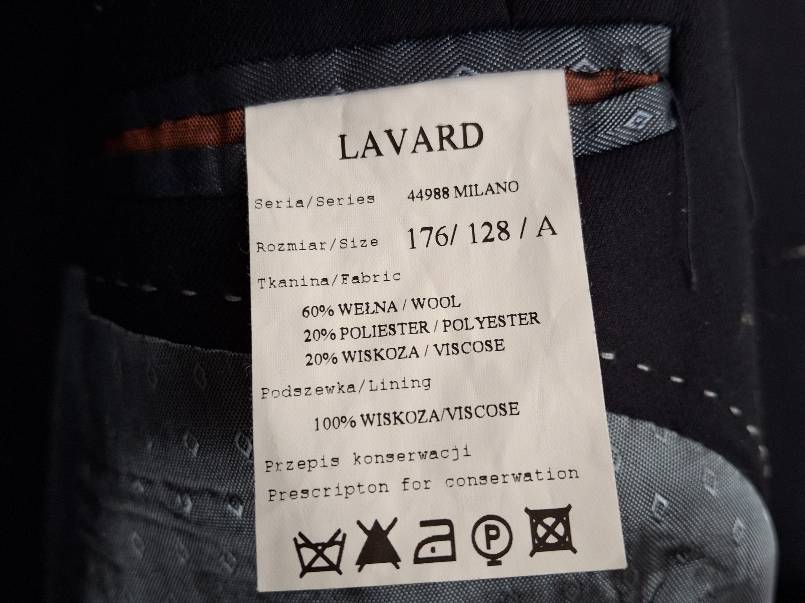 LAVARD
Seria/Series 44988 MILANO
Rozmiar/Size 176/ 128 / A
Tkanina/Fabric
60% WEŁNA / WOOL
20% POLIESTER / POLYESTER
20% WISKOZA / VISCOSE
Podszewka/Lining
100% WISKOZA/VISCOSE
Przepis konserwacji
Prescripton for conserwation
P